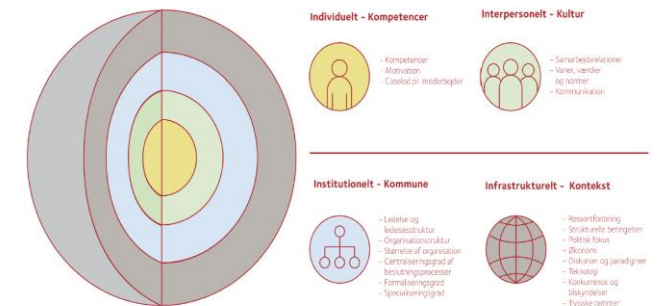 Individuelt - Kompetencer
- Kompetencer
- Motivation
- Caseload pr. medarbejder
Interpersonelt - Kultur
- Samarbejdsrelationer
- Vaner, værdier
og normer
- Kommunikation
Institutionelt - Kommune
- Ledelse og
ledelsesstruktur
- Organisationstruktur
- Størrelse af organisation
- Centraliseringsgrad af
beslutningsprocesser
- Formaliseringsgrad
- Specialiseringsgrad
Infrastrukturelt - Kontekst
- Ressortfordeling
- Strukturelle betingelser
- Politisk fokus
- Økonomi
- Diskurser og paradigmer
- Teknologi
- Konkurrence og
tilskyndelser
- Fysiske rammer